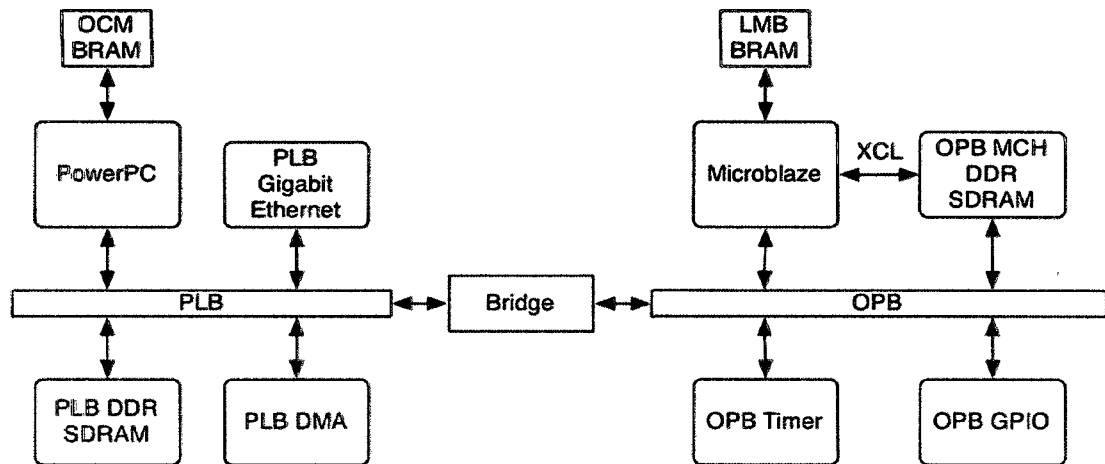 OCM
BRAM
LMB
BRAM
PowerPC
PLB
Gigabit
Ethernet
Microblaze
XCL
OPB MCH
DDR
SDRAM
PLB
Bridge
OPB
PLB DDR
SDRAM
PLB DMA
OPB Timer
OPB GPIO